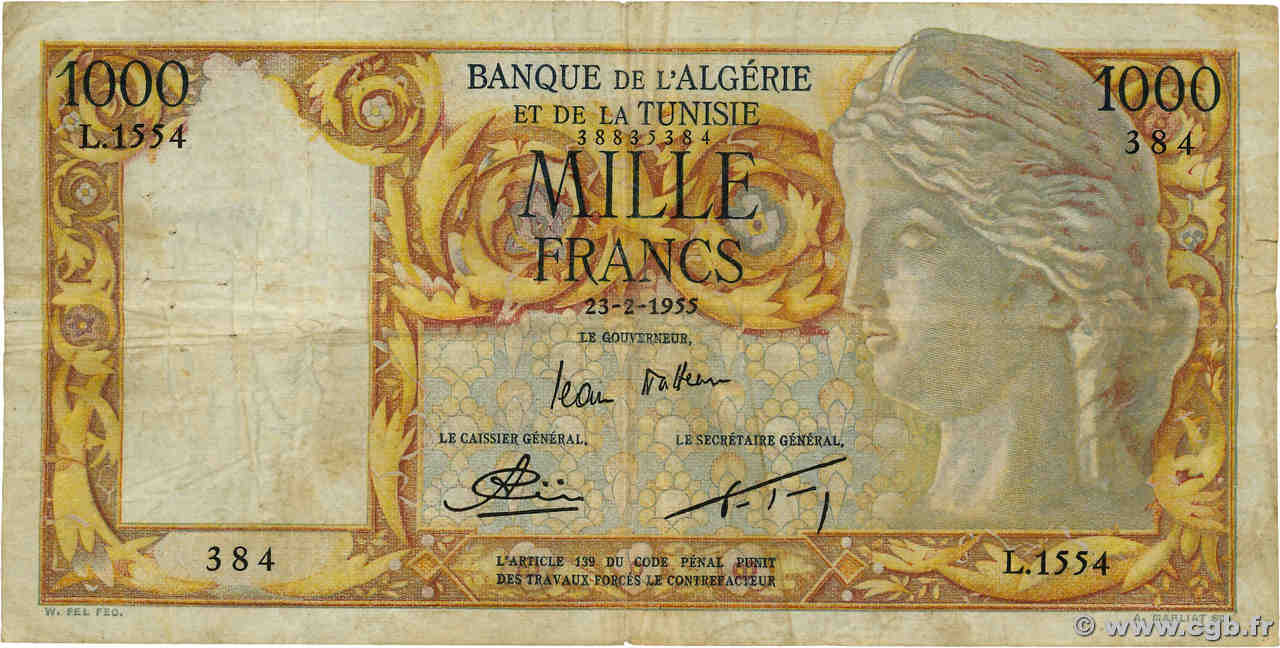 1000
BANQUE DE L'ALGÉRIE
1000
L.1554
ET DE LA TUNISIE
384
38835384
MILLE
FRANCS
23-2-1955
LE GOUVERNEUR,
LE CAISSIER GÉNÉRAL,
LE SECRÉTAIRE GÉNÉRAL,
384
L'ARTICLE 139 DU CODE PÉNAL PUNIT
L.1554
DES TRAVAUX FORCÉS LE CONTREFACTEUR
W. FEL FEC.
A. MARLIAT
© www.cgb.fr